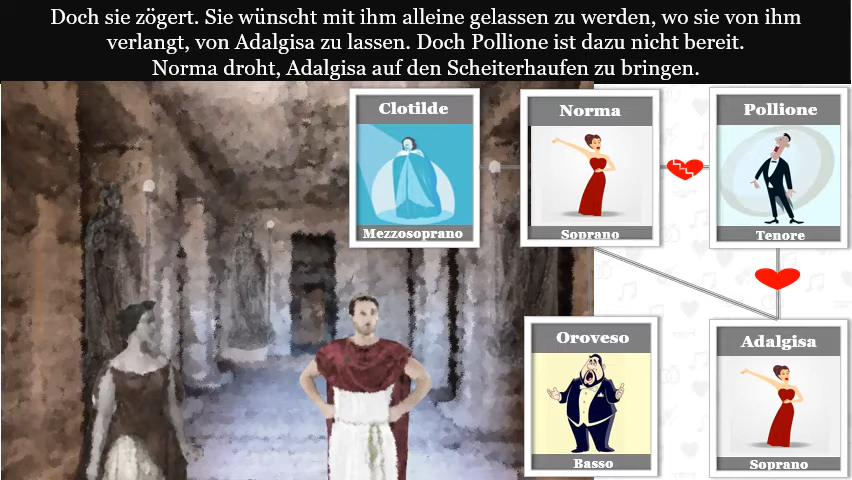 Doch sie zögert. Sie wünscht mit ihm alleine gelassen zu werden, wo sie von ihm
verlangt, von Adalgisa zu lassen. Doch Pollione ist dazu nicht bereit.
Norma droht, Adalgisa auf den Scheiterhaufen zu bringen.
Clotilde
Mezzosoprano
Norma
Soprano
Pollione
Tenore
Oroveso
Basso
Adalgisa
Soprano